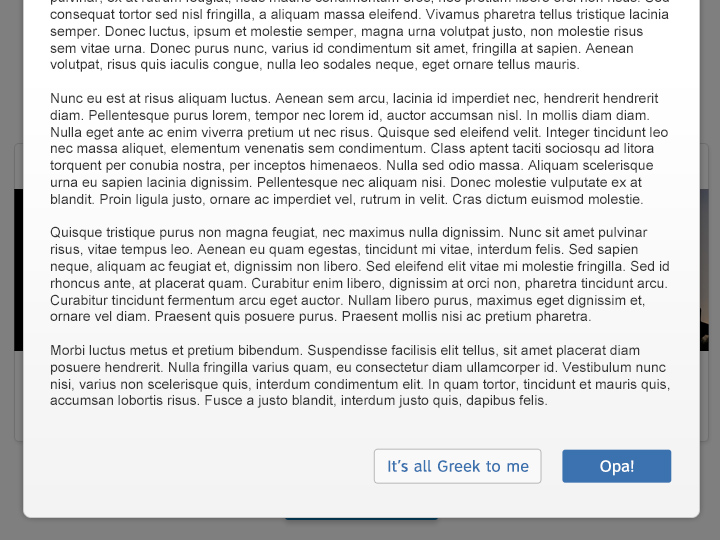 consequat tortor sed nisl fringilla, a aliquam massa eleifend. Vivamus pharetra tellus tristique lacinia
semper. Donec luctus, ipsum et molestie semper, magna urna volutpat justo, non molestie risus
sem vitae urna. Donec purus nunc, varius id condimentum sit amet, fringilla at sapien. Aenean
volutpat, risus quis iaculis congue, nulla leo sodales neque, eget ornare tellus mauris.
Nunc eu est at risus aliquam luctus. Aenean sem arcu, lacinia id imperdiet nec, hendrerit hendrerit
diam. Pellentesque purus lorem, tempor nec lorem id, auctor accumsan nisl. In mollis diam diam.
Nulla eget ante ac enim viverra pretium ut nec risus. Quisque sed eleifend velit. Integer tincidunt leo
nec massa aliquet, elementum venenatis sem condimentum. Class aptent taciti sociosqu ad litora
torquent per conubia nostra, per inceptos himenaeos. Nulla sed odio massa. Aliquam scelerisque
urna eu sapien lacinia dignissim. Pellentesque nec aliquam nisi. Donec molestie vulputate ex at
blandit. Proin ligula justo, ornare ac imperdiet vel, rutrum in velit. Cras dictum euismod molestie.
Quisque tristique purus non magna feugiat, nec maximus nulla dignissim. Nunc sit amet pulvinar
risus, vitae tempus leo. Aenean eu quam egestas, tincidunt mi vitae, interdum felis. Sed sapien
neque, aliquam ac feugiat et, dignissim non libero. Sed eleifend elit vitae mi molestie fringilla. Sed id
rhoncus ante, at placerat quam. Curabitur enim libero, dignissim at orci non, pharetra tincidunt arcu.
Curabitur tincidunt fermentum arcu eget auctor. Nullam libero purus, maximus eget dignissim et,
ornare vel diam. Praesent quis posuere purus. Praesent mollis nisi ac pretium pharetra.
Morbi luctus metus et pretium bibendum. Suspendisse facilisis elit tellus, sit amet placerat diam
posuere hendrerit. Nulla fringilla varius quam, eu consectetur diam ullamcorper id. Vestibulum nunc
nisi, varius non scelerisque quis, interdum condimentum elit. In quam tortor, tincidunt et mauris quis,
accumsan lobortis risus. Fusce a justo blandit, interdum justo quis, dapibus felis.
It's all Greek to me
Opa!